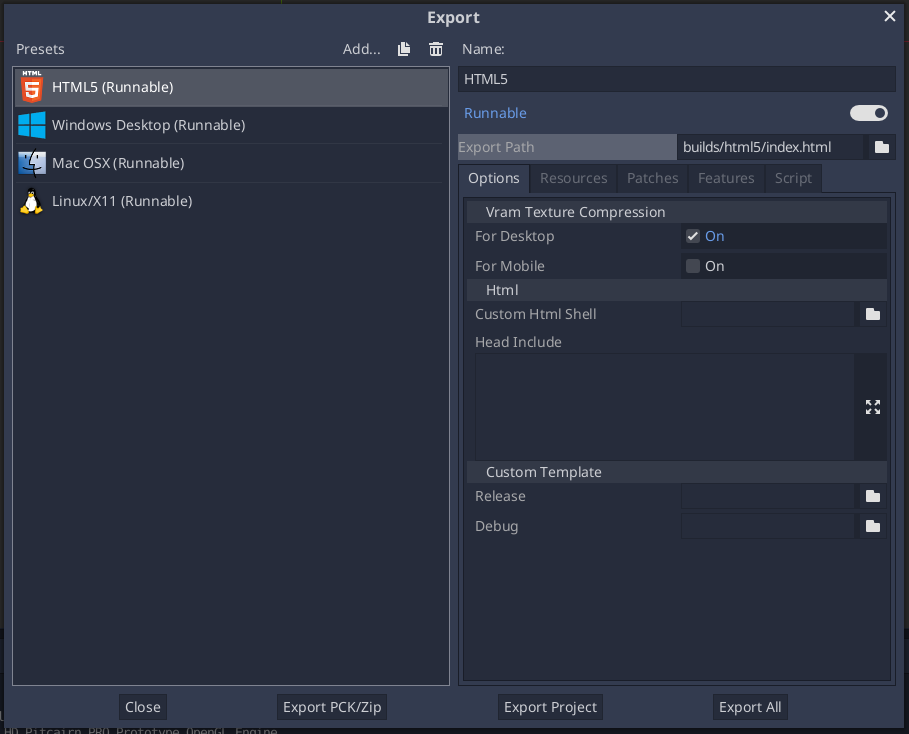 Export
Presets
Add...
Name:
HTML
5
HTML5 (Runnable)
Windows Desktop (Runnable)
Mac OSX (Runnable)
Linux/X11 (Runnable)
HTML5
Runnable
Export Path
builds/html5/index.html
Options Resources Patches Features Script
Vram Texture Compression
For Desktop On
For Mobile On
Html
Custom Html Shell
Head Include
Custom Template
Release
Debug
Close Export PCK/Zip Export Project Export All
HD Pitcairn PRO Prototype OpenGL Engine